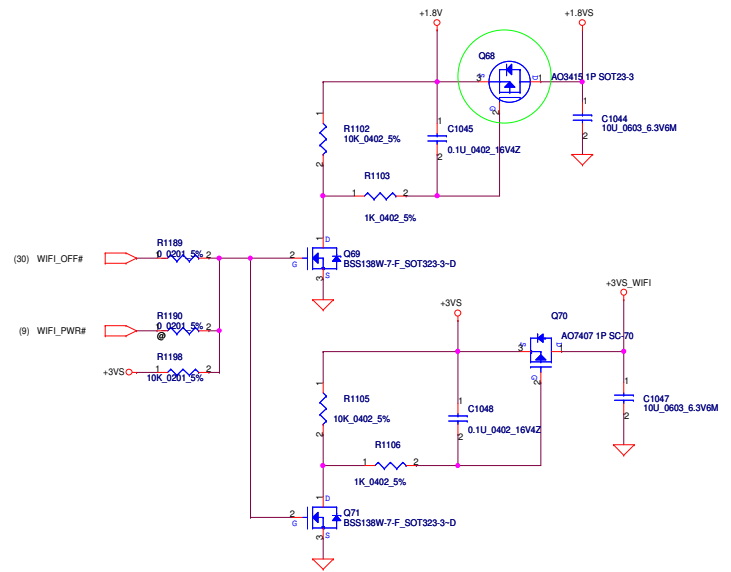 +1.8V
+1.8VS
Q68
3
S
D
1
AO3415 1P SOT23-3
G
2
1
R1102
10K_0402_5%
2
1
C1045
0.1U_0402_16V4Z
2
1
C1044
10U_0603_6.3V6M
2
R1103
1
2
1K_0402_5%
1
D
Q69
BSS138W-7-F_SOT323-3~D
2
G
S
3
(30)
WIFI_OFF#
R1189
1
0_0201_5%
2
(9)
WIFI_PWR#
R1190
1
0_0201_5%
2
@
R1198
+3VS
1
2
10K_0201_5%
+3VS
+3VS_WIFI
Q70
AO7407 1P SC-70
3
S
D
1
G
2
1
R1105
10K_0402_5%
2
1
C1048
0.1U_0402_16V4Z
2
1
C1047
10U_0603_6.3V6M
2
R1106
1
2
1K_0402_5%
1
D
Q71
BSS138W-7-F_SOT323-3~D
2
G
S
3